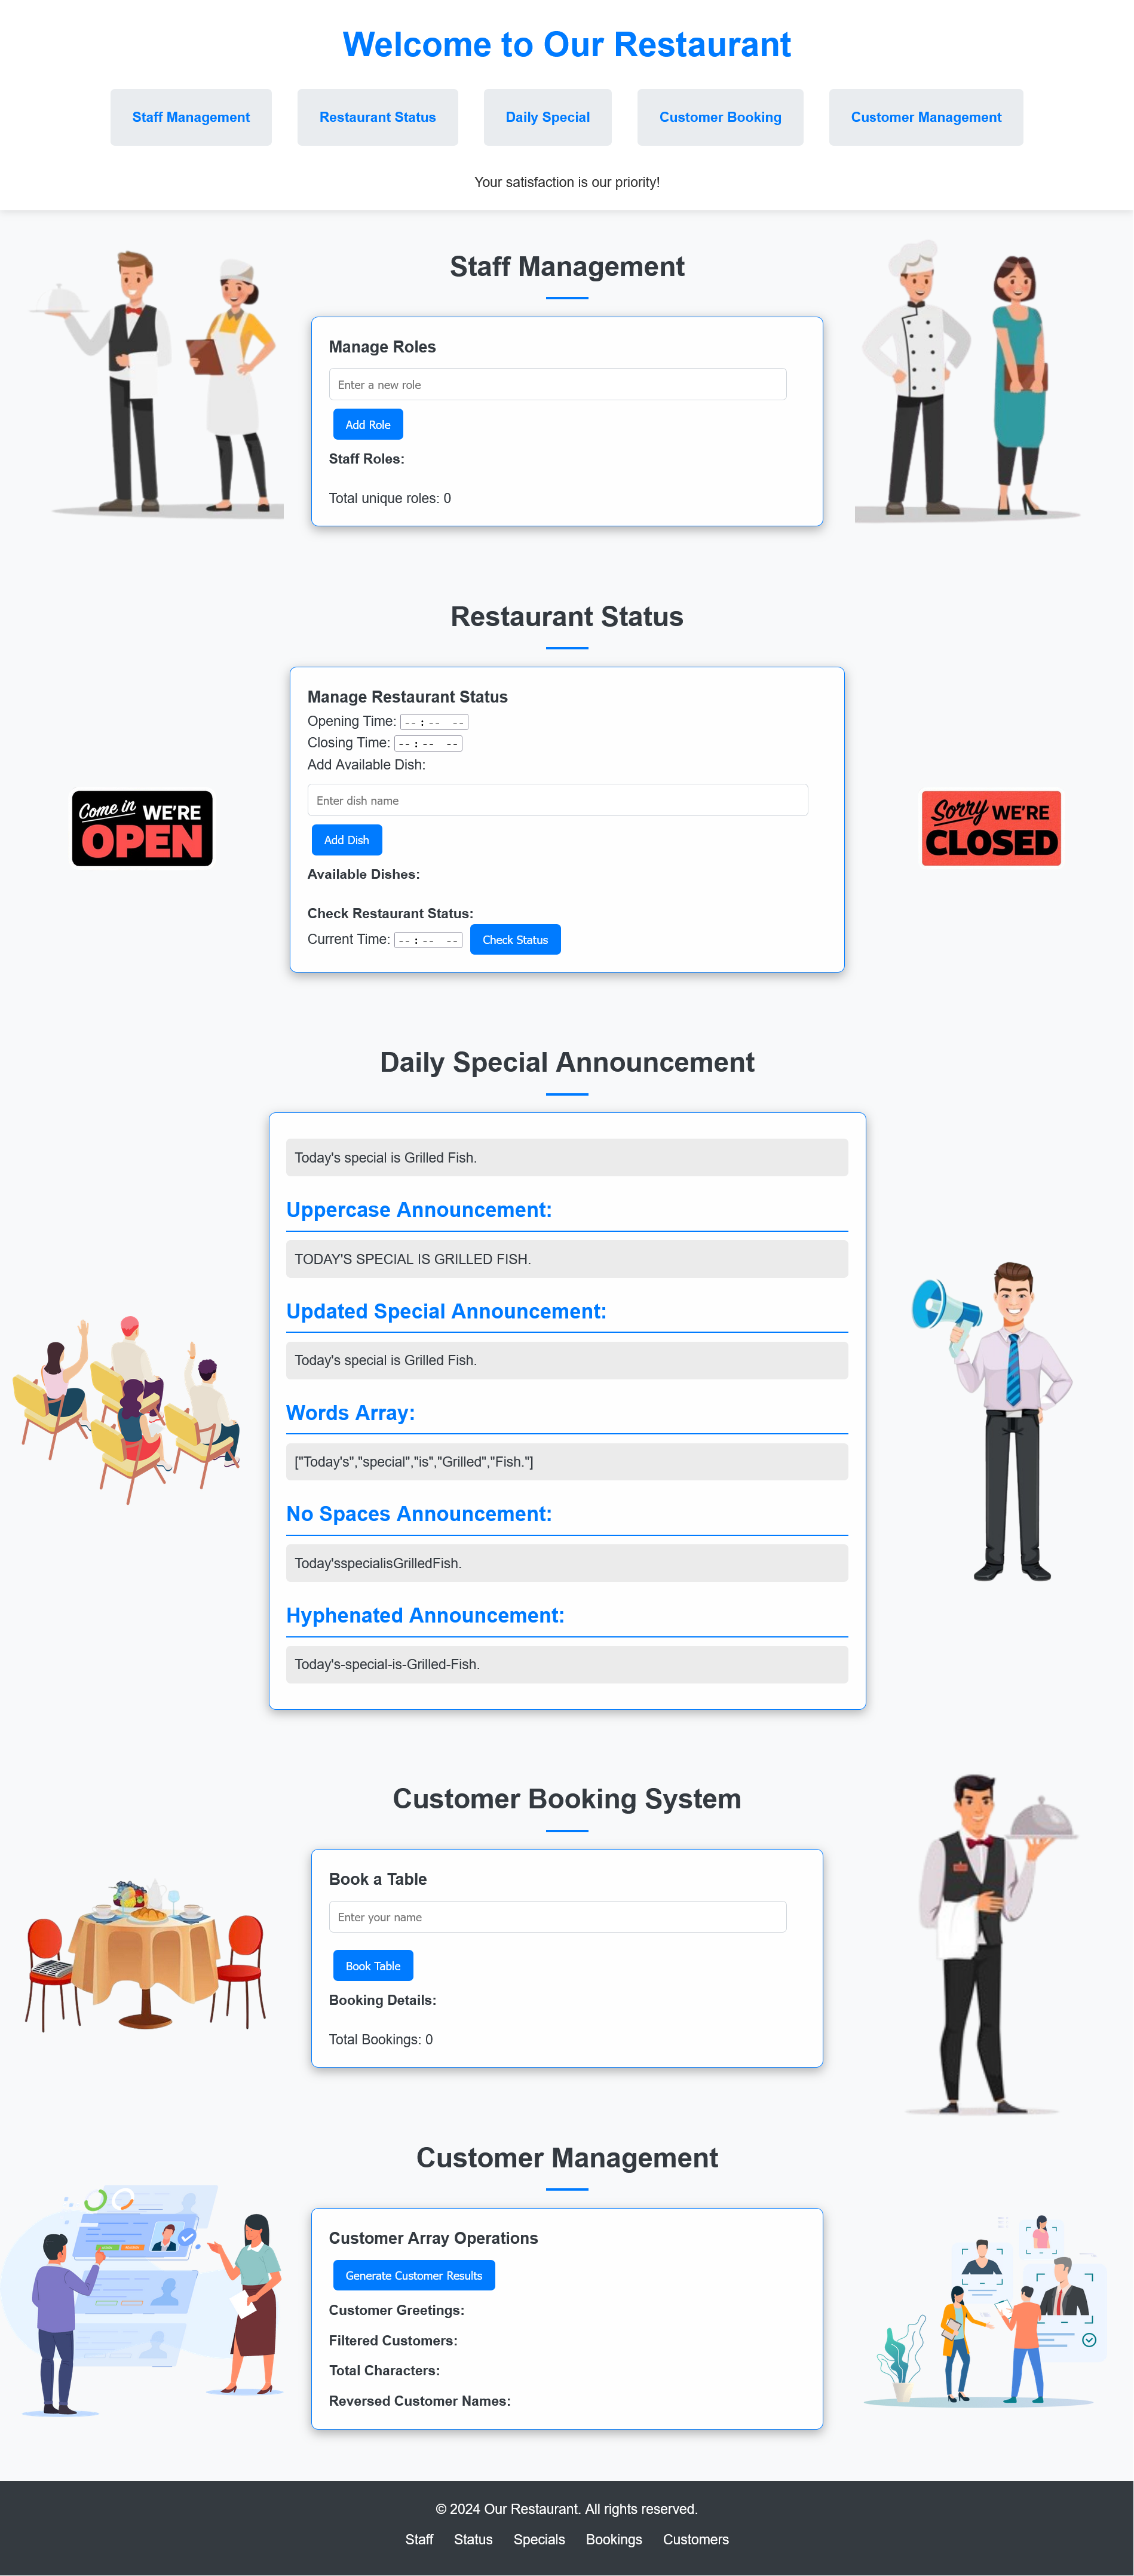 Welcome to Our Restaurant
Staff Management
Restaurant Status
Daily Special
Customer Booking
Customer Management
Your satisfaction is our priority!
Staff Management
Manage Roles
Enter a new role
Add Role
Staff Roles:
Total unique roles: 0
Restaurant Status
Manage Restaurant Status
Opening Time: --:-- --
Closing Time: --:-- --
Add Available Dish:
Enter dish name
Add Dish
Available Dishes:
Check Restaurant Status:
Current Time: --:-- -- Check Status
Come in WE'RE
OPEN
Sorry WE'RE
CLOSED
Daily Special Announcement
Today's special is Grilled Fish.
Uppercase Announcement:
TODAY'S SPECIAL IS GRILLED FISH.
Updated Special Announcement:
Today's special is Grilled Fish.
Words Array:
["Today's","special","is","Grilled","Fish."]
No Spaces Announcement:
Today'sspecialisGrilledFish.
Hyphenated Announcement:
Today's-special-is-Grilled-Fish.
Customer Booking System
Book a Table
Enter your name
Book Table
Booking Details:
Total Bookings: 0
Customer Management
Customer Array Operations
Generate Customer Results
Customer Greetings:
Filtered Customers:
Total Characters:
Reversed Customer Names:
© 2024 Our Restaurant. All rights reserved.
Staff Status Specials Bookings Customers